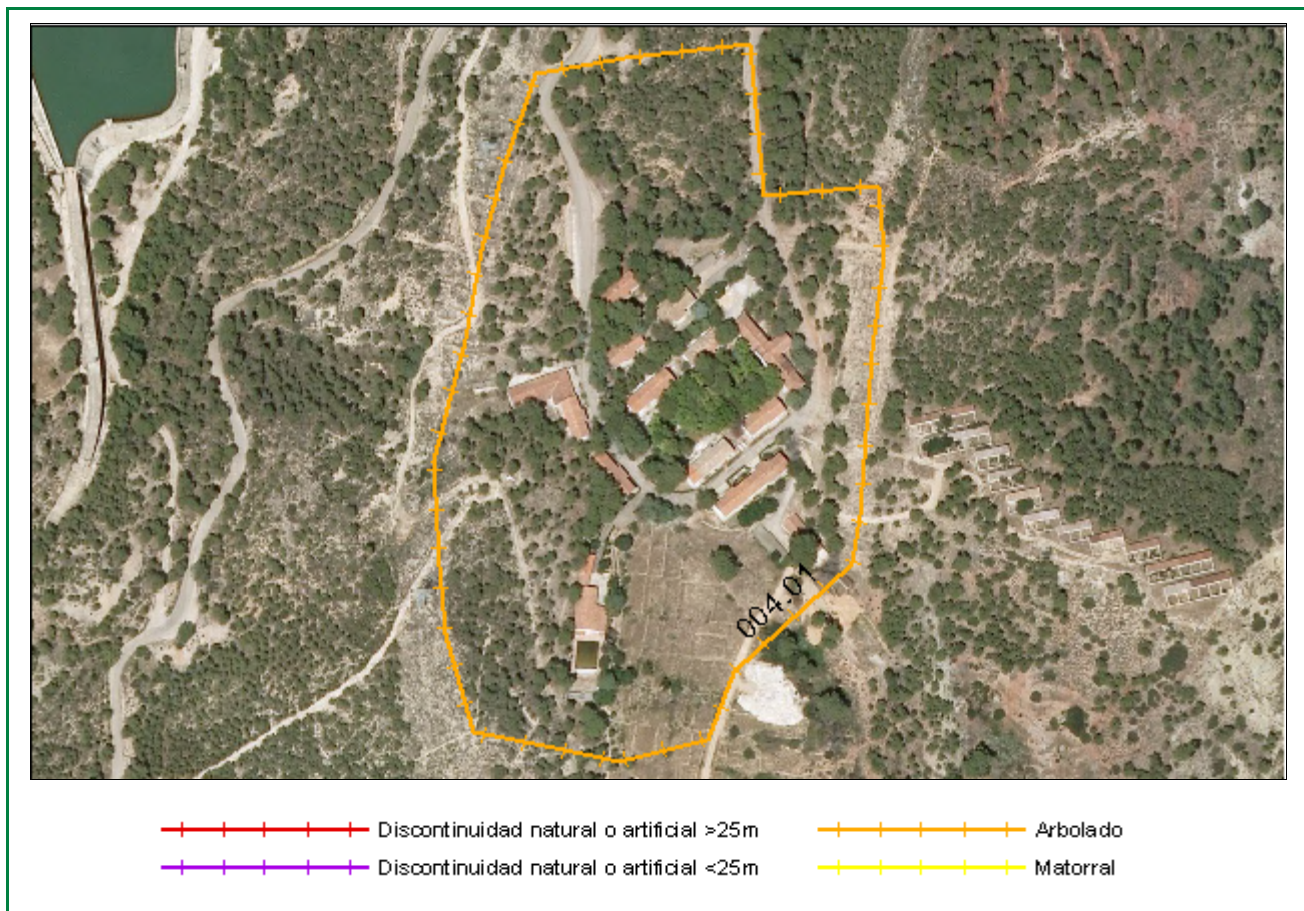 004.01
Discontinuidad natural o artificial >25m
Arbolado
Discontinuidad natural o artificial <25m
Matorral